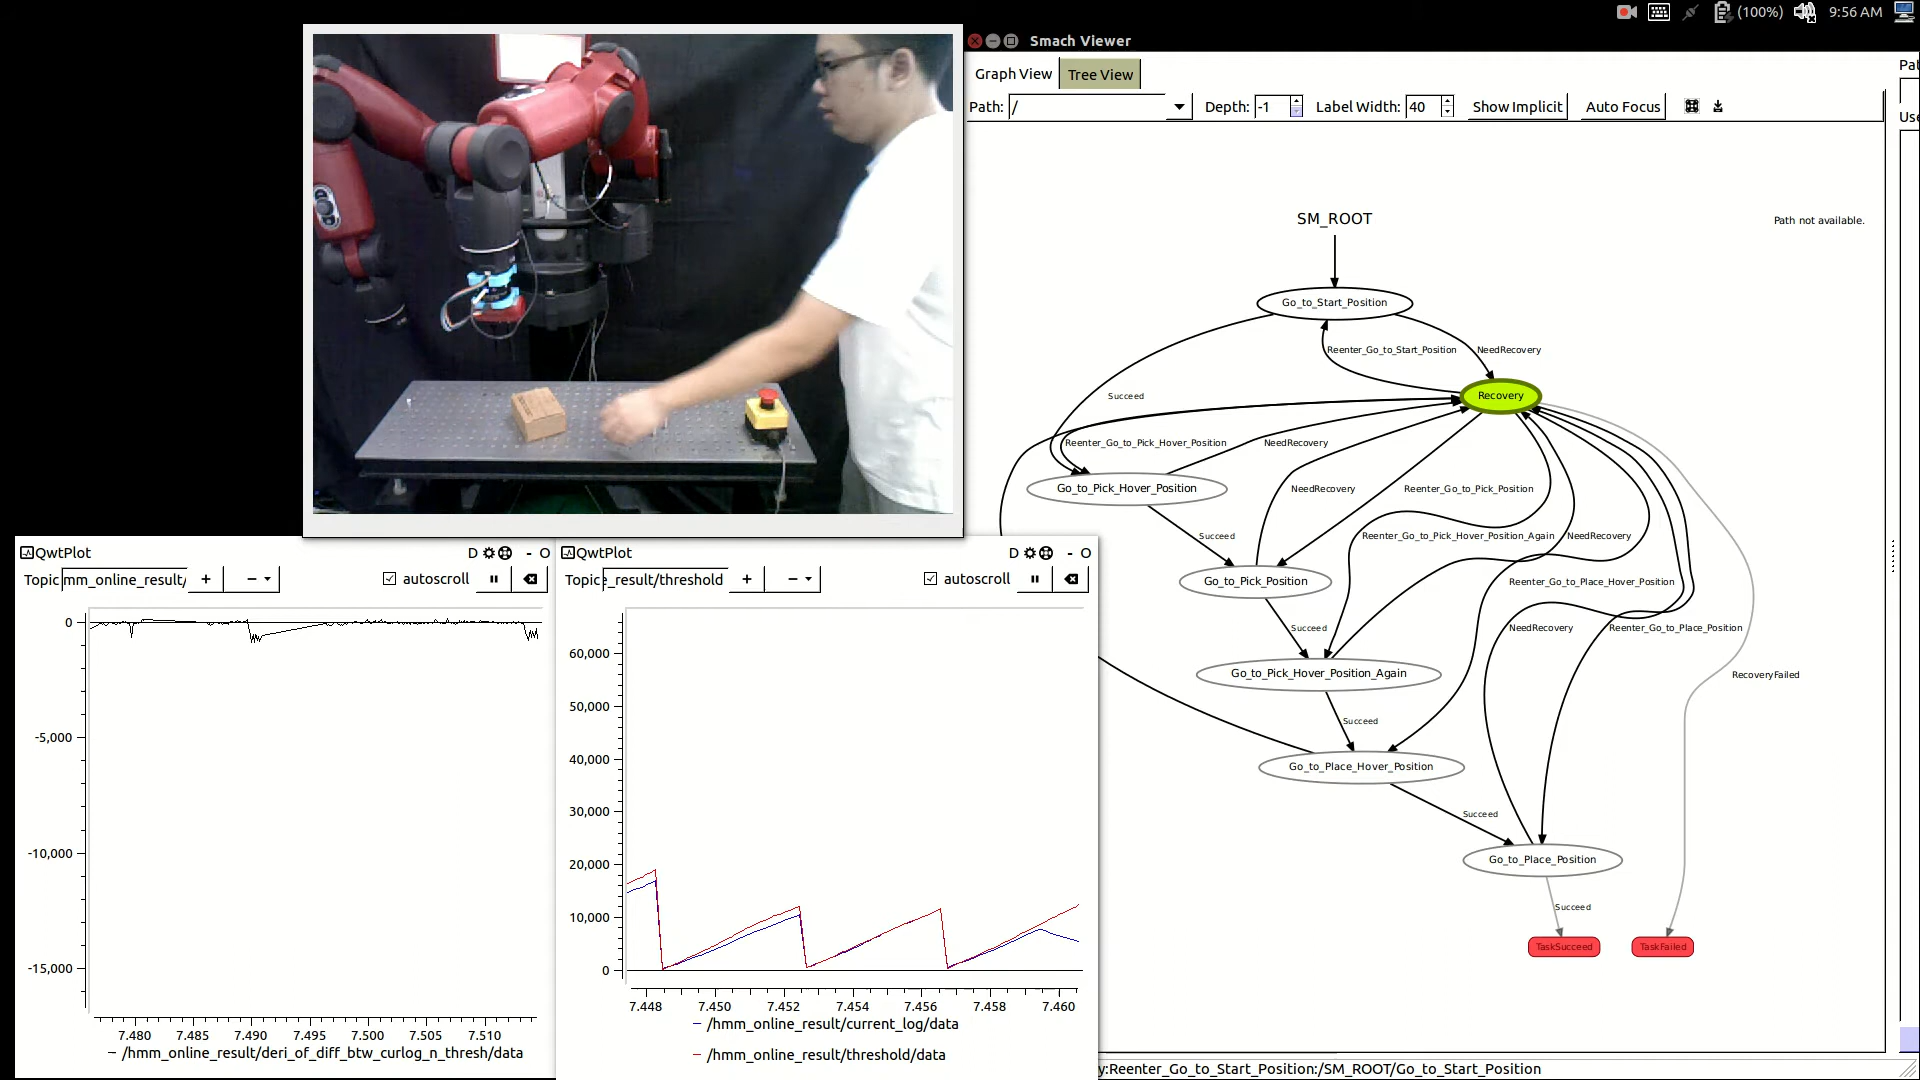 (100%)
9:56 AM
Smach Viewer
Graph View
Tree View
Path:
/
Depth:
-1
Label Width:
40
Show Implicit
Auto Focus
Pat
Use
SM_ROOT
Path not available.
Go_to_Start_Position
Reenter_Go_to_Start_Position
NeedRecovery
Succeed
Recovery
Reenter_Go_to_Pick_Hover_Position
NeedRecovery
Go_to_Pick_Hover_Position
NeedRecovery
Reenter_Go_to_Pick_Position
Succeed
Reenter_Go_to_Pick_Hover_Position_Again
NeedRecovery
Go_to_Pick_Position
Reenter_Go_to_Place_Hover_Position
Succeed
NeedRecovery
Reenter_Go_to_Place_Position
Go_to_Pick_Hover_Position_Again
RecoveryFailed
Succeed
Go_to_Place_Hover_Position
Succeed
Go_to_Place_Position
Succeed
TaskSucceed
TaskFailed
y:Reenter_Go_to_Start_Position:/SM_ROOT/Go_to_Start_Position
QwtPlot
D
- O
Topic
mm_online_result/
+
−
autoscroll
0
-5,000
-10,000
-15,000
7.480 7.485 7.490 7.495 7.500 7.505 7.510
/hmm_online_result/deri_of_diff_btw_curlog_n_thresh/data
QwtPlot
D
- O
Topic
e_result/threshold
+
−
autoscroll
60,000
50,000
40,000
30,000
20,000
10,000
0
7.448 7.450 7.452 7.454 7.456 7.458 7.460
/hmm_online_result/current_log/data
/hmm_online_result/threshold/data